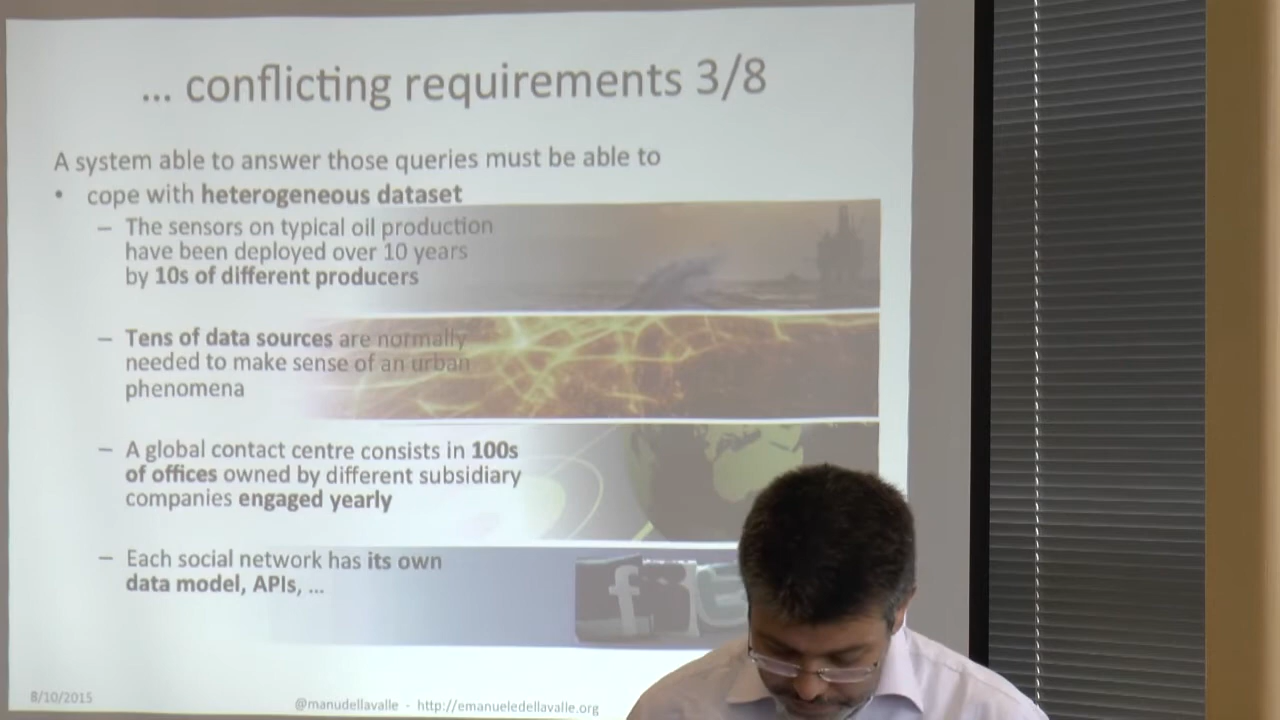 ... conflicting requirements 3/8
A system able to answer those queries must be able to
• cope with heterogeneous dataset
– The sensors on typical oil production
have been deployed over 10 years
by 10s of different producers
– Tens of data sources are normally
needed to make sense of an urban
phenomena
– A global contact centre consists in 100s
of offices owned by different subsidiary
companies engaged yearly
– Each social network has its own
data model, APIs, ...
f t
8/10/2015
@manudellavalle - http://emanueledellavalle.org